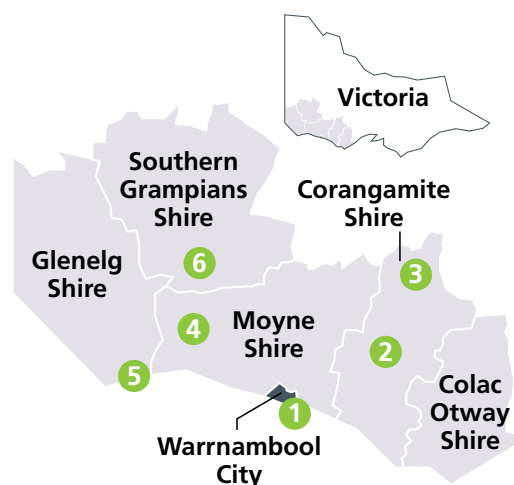 Victoria
Southern
Grampians
Shire
Corangamite
Shire
Glenelg
Shire
6
3
4
Moyne
Shire
2
5
Colac
Otway
Shire
1
Warrnambool
City